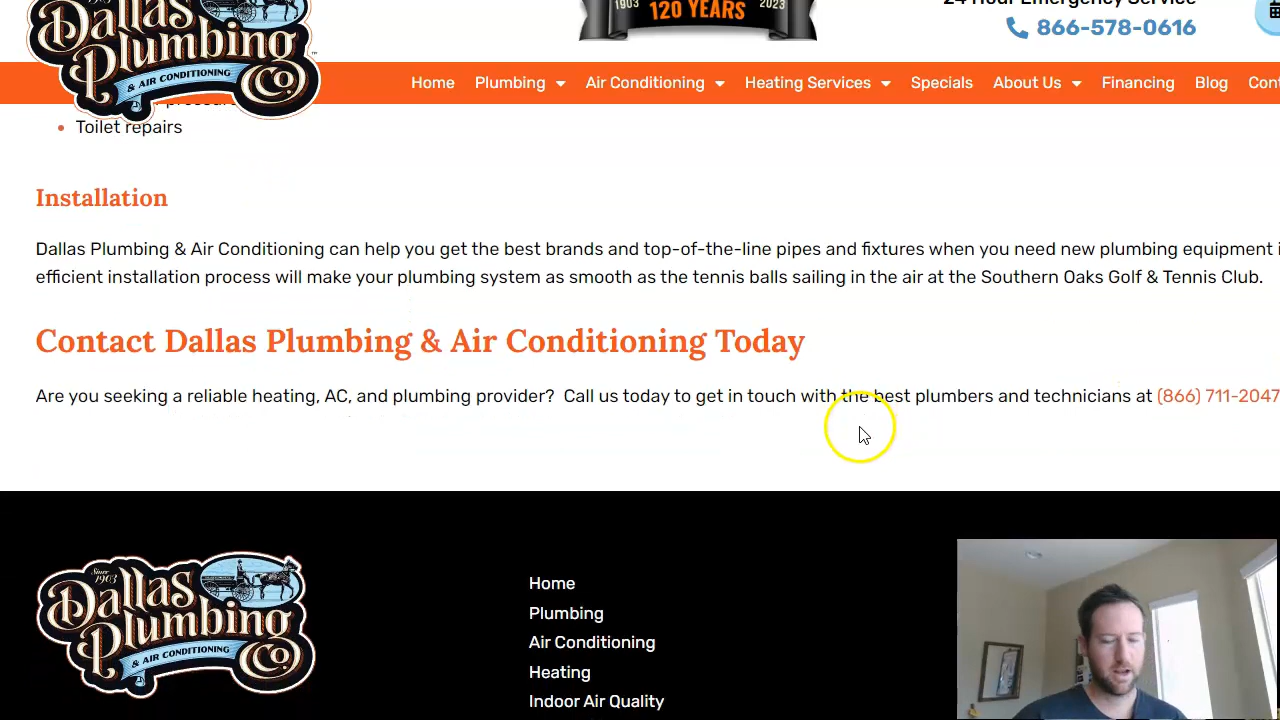 Dallas
Plumbing
Co.
& AIR CONDITIONING
1903 120 YEARS 2023
24 Hour Emergency Service
866-578-0616
Home Plumbing Air Conditioning Heating Services Specials About Us Financing Blog
Toilet repairs
Installation
Dallas Plumbing & Air Conditioning can help you get the best brands and top-of-the-line pipes and fixtures when you need new plumbing equipment
efficient installation process will make your plumbing system as smooth as the tennis balls sailing in the air at the Southern Oaks Golf & Tennis Club.
Contact Dallas Plumbing & Air Conditioning Today
Are you seeking a reliable heating, AC, and plumbing provider? Call us today to get in touch with the best plumbers and technicians at (866) 711-2047
Since 1903
Dallas
Plumbing
Co.
& AIR CONDITIONING
Home
Plumbing
Air Conditioning
Heating
Indoor Air Quality